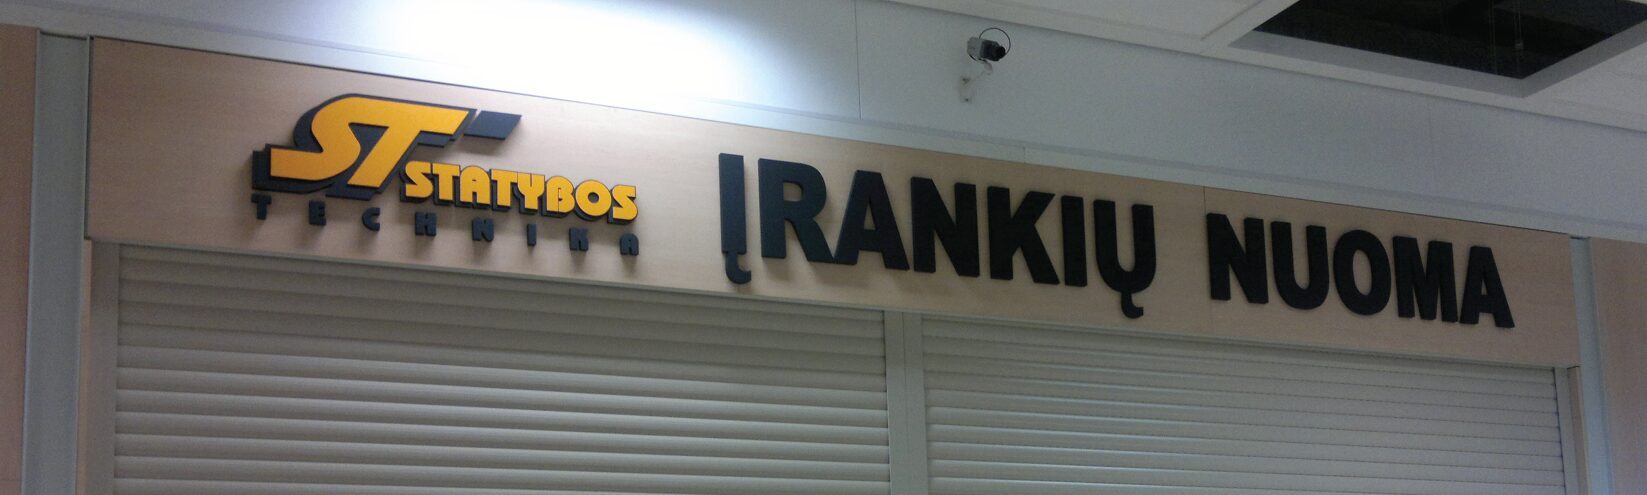 ST STATYBOS
TECHNIKA
ĮRANKIŲ NUOMA